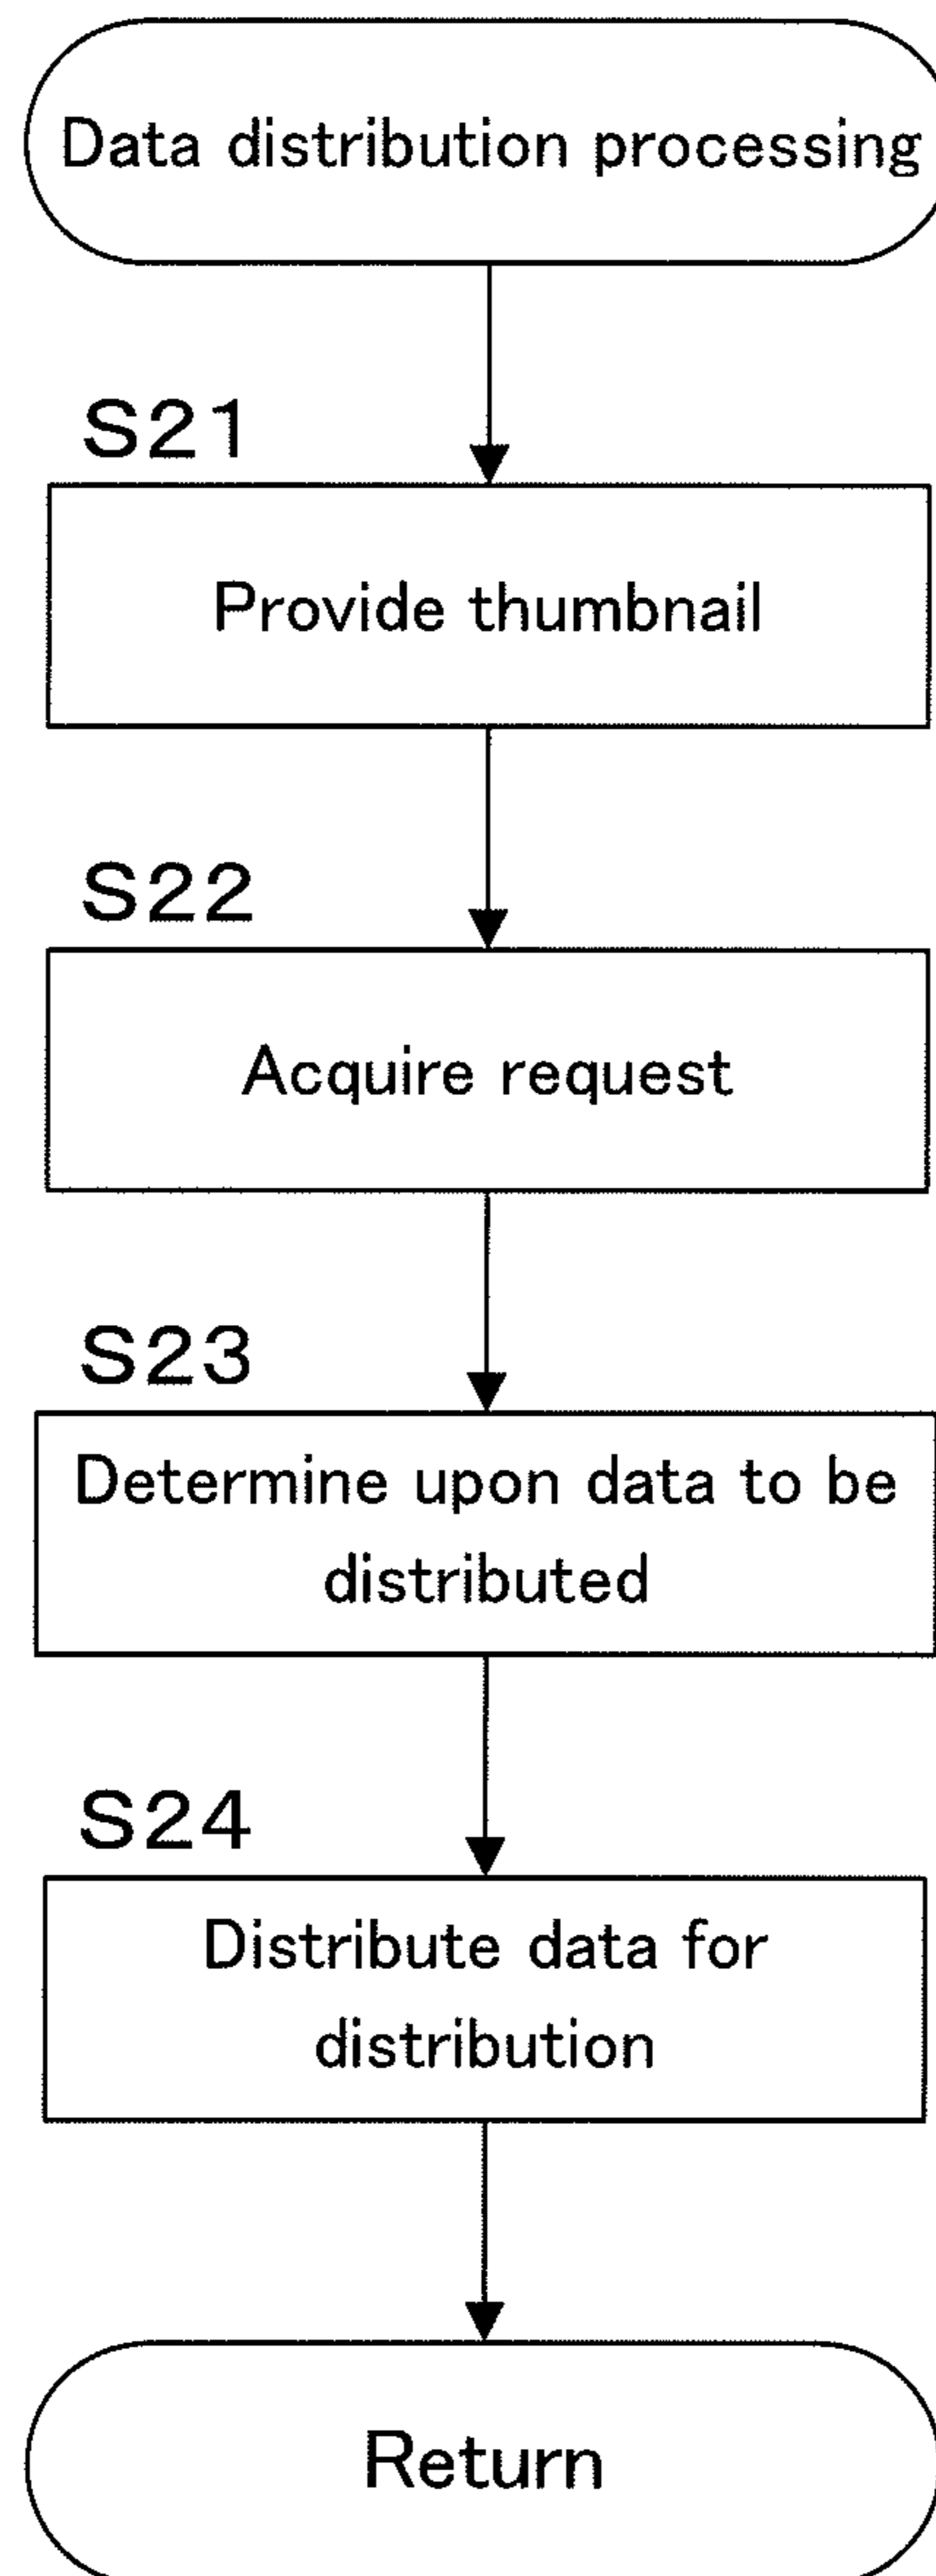 Data distribution processing
S21
Provide thumbnail
S22
Acquire request
S23
Determine upon data to be
distributed
S24
Distribute data for
distribution
Return